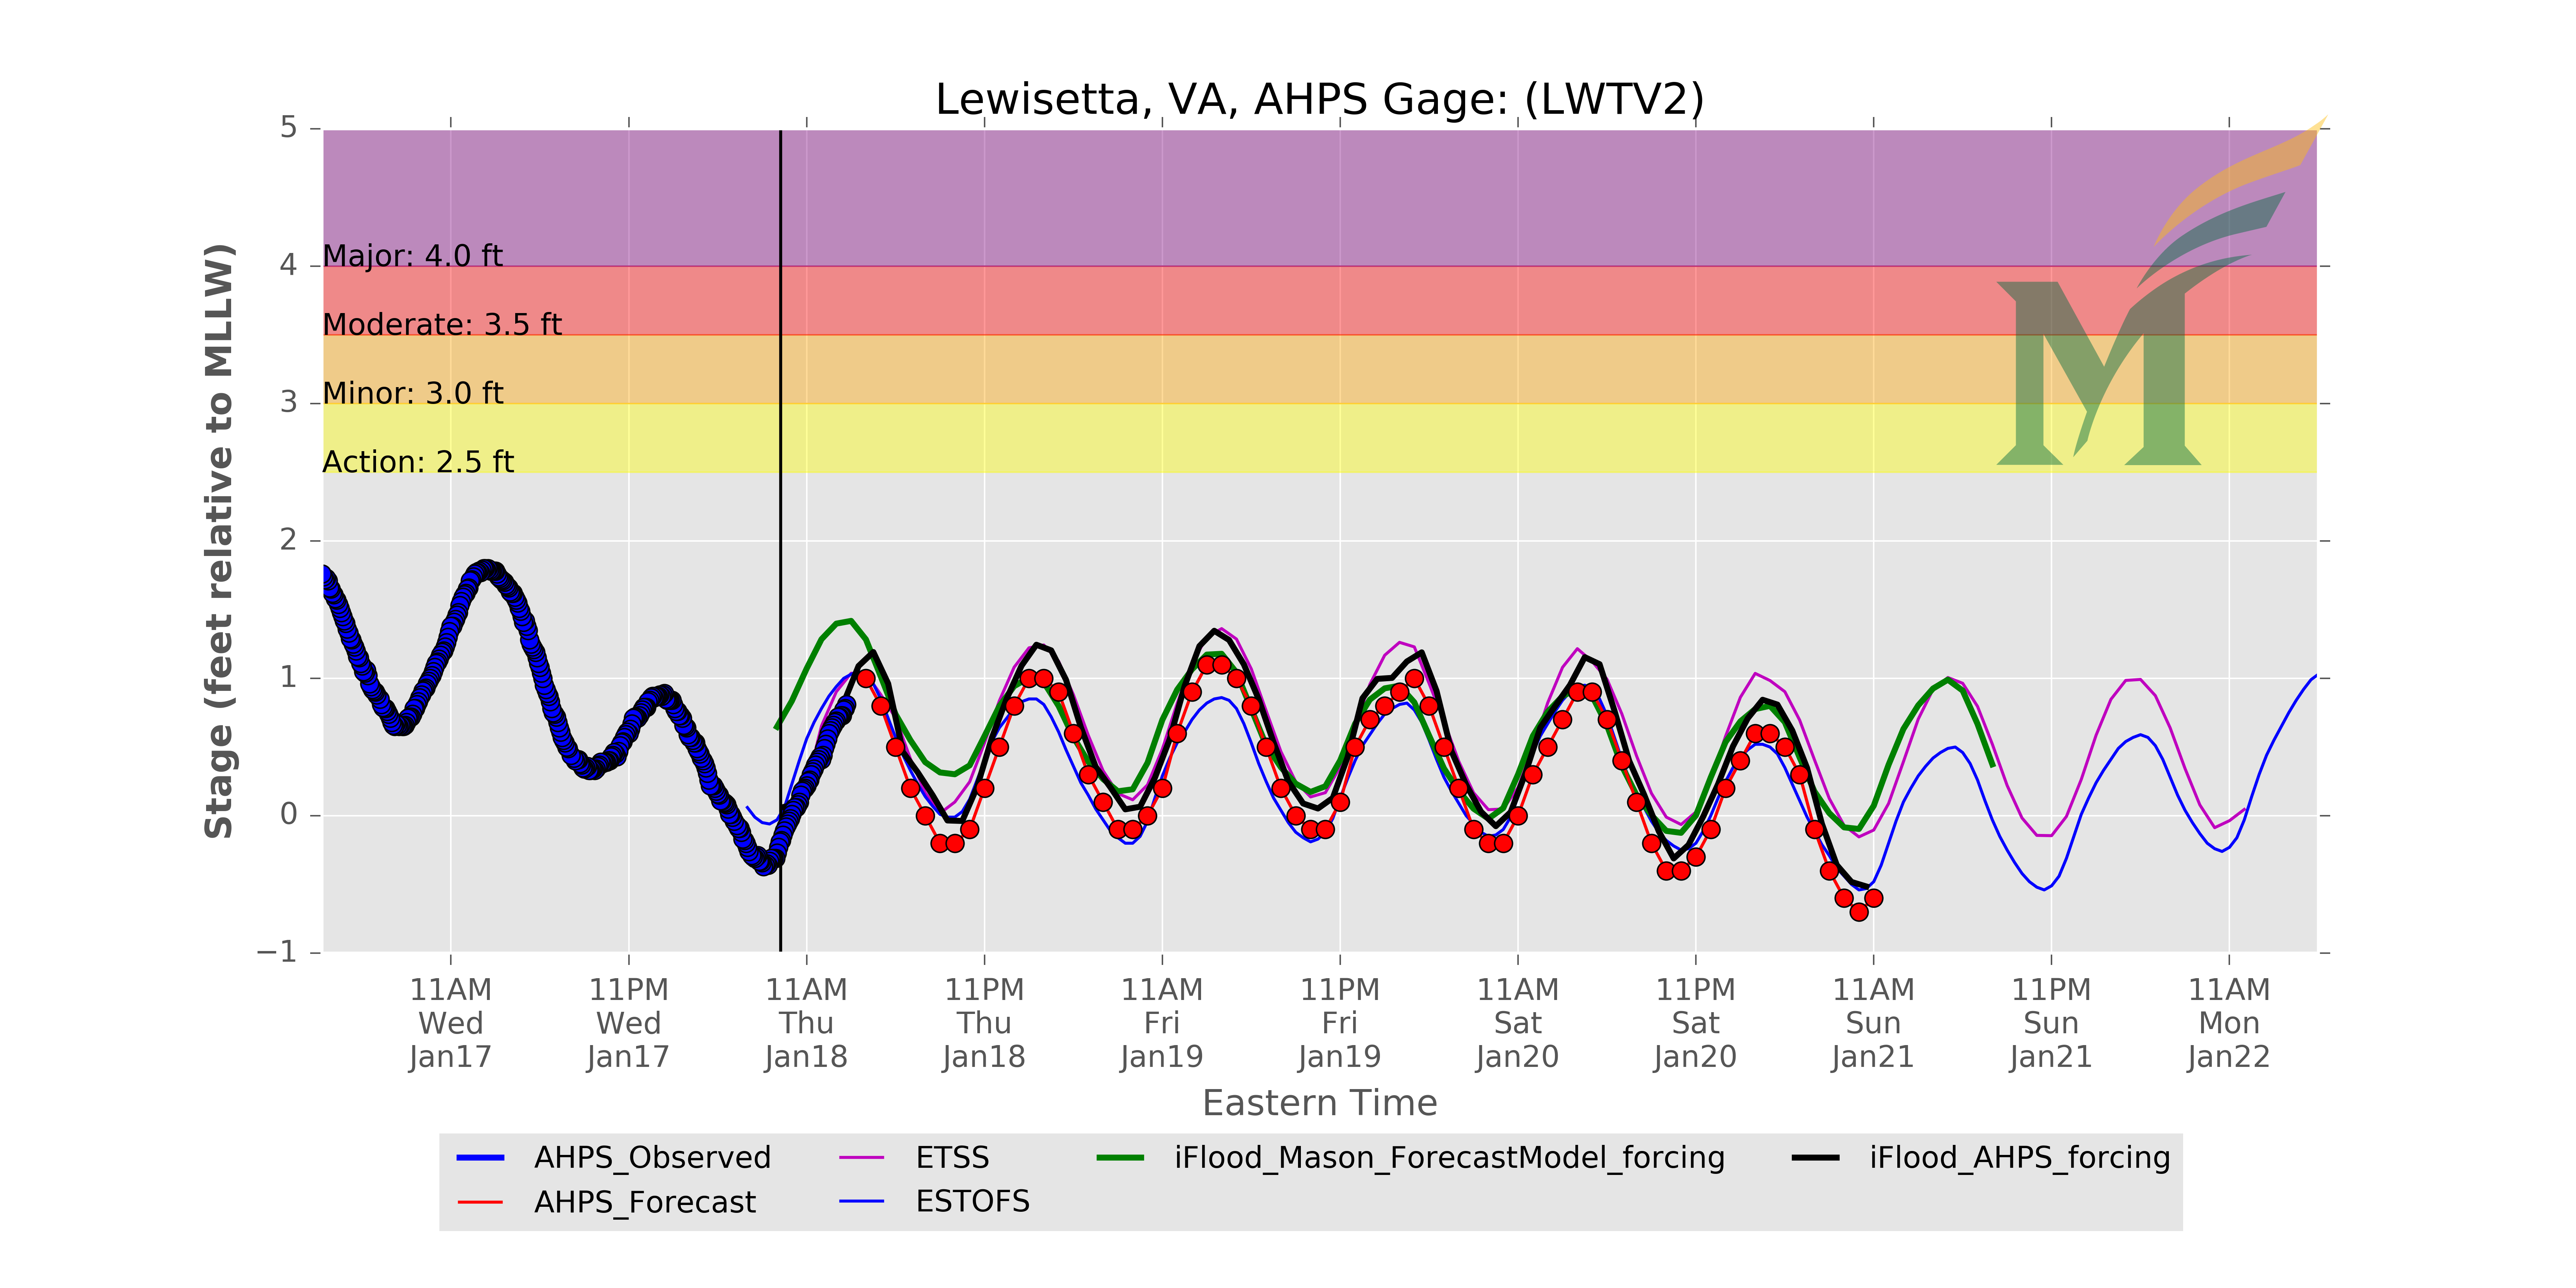 Lewisetta, VA, AHPS Gage: (LWTV2)
Stage (feet relative to MLLW)
5
4
3
2
1
0
−1
Major: 4.0 ft
Moderate: 3.5 ft
Minor: 3.0 ft
Action: 2.5 ft
11AM Wed Jan17
11PM Wed Jan17
11AM Thu Jan18
11PM Thu Jan18
11AM Fri Jan19
11PM Fri Jan19
11AM Sat Jan20
11PM Sat Jan20
11AM Sun Jan21
11PM Sun Jan21
11AM Mon Jan22
Eastern Time
AHPS_Observed
AHPS_Forecast
ETSS
ESTOFS
iFlood_Mason_ForecastModel_forcing
iFlood_AHPS_forcing
M